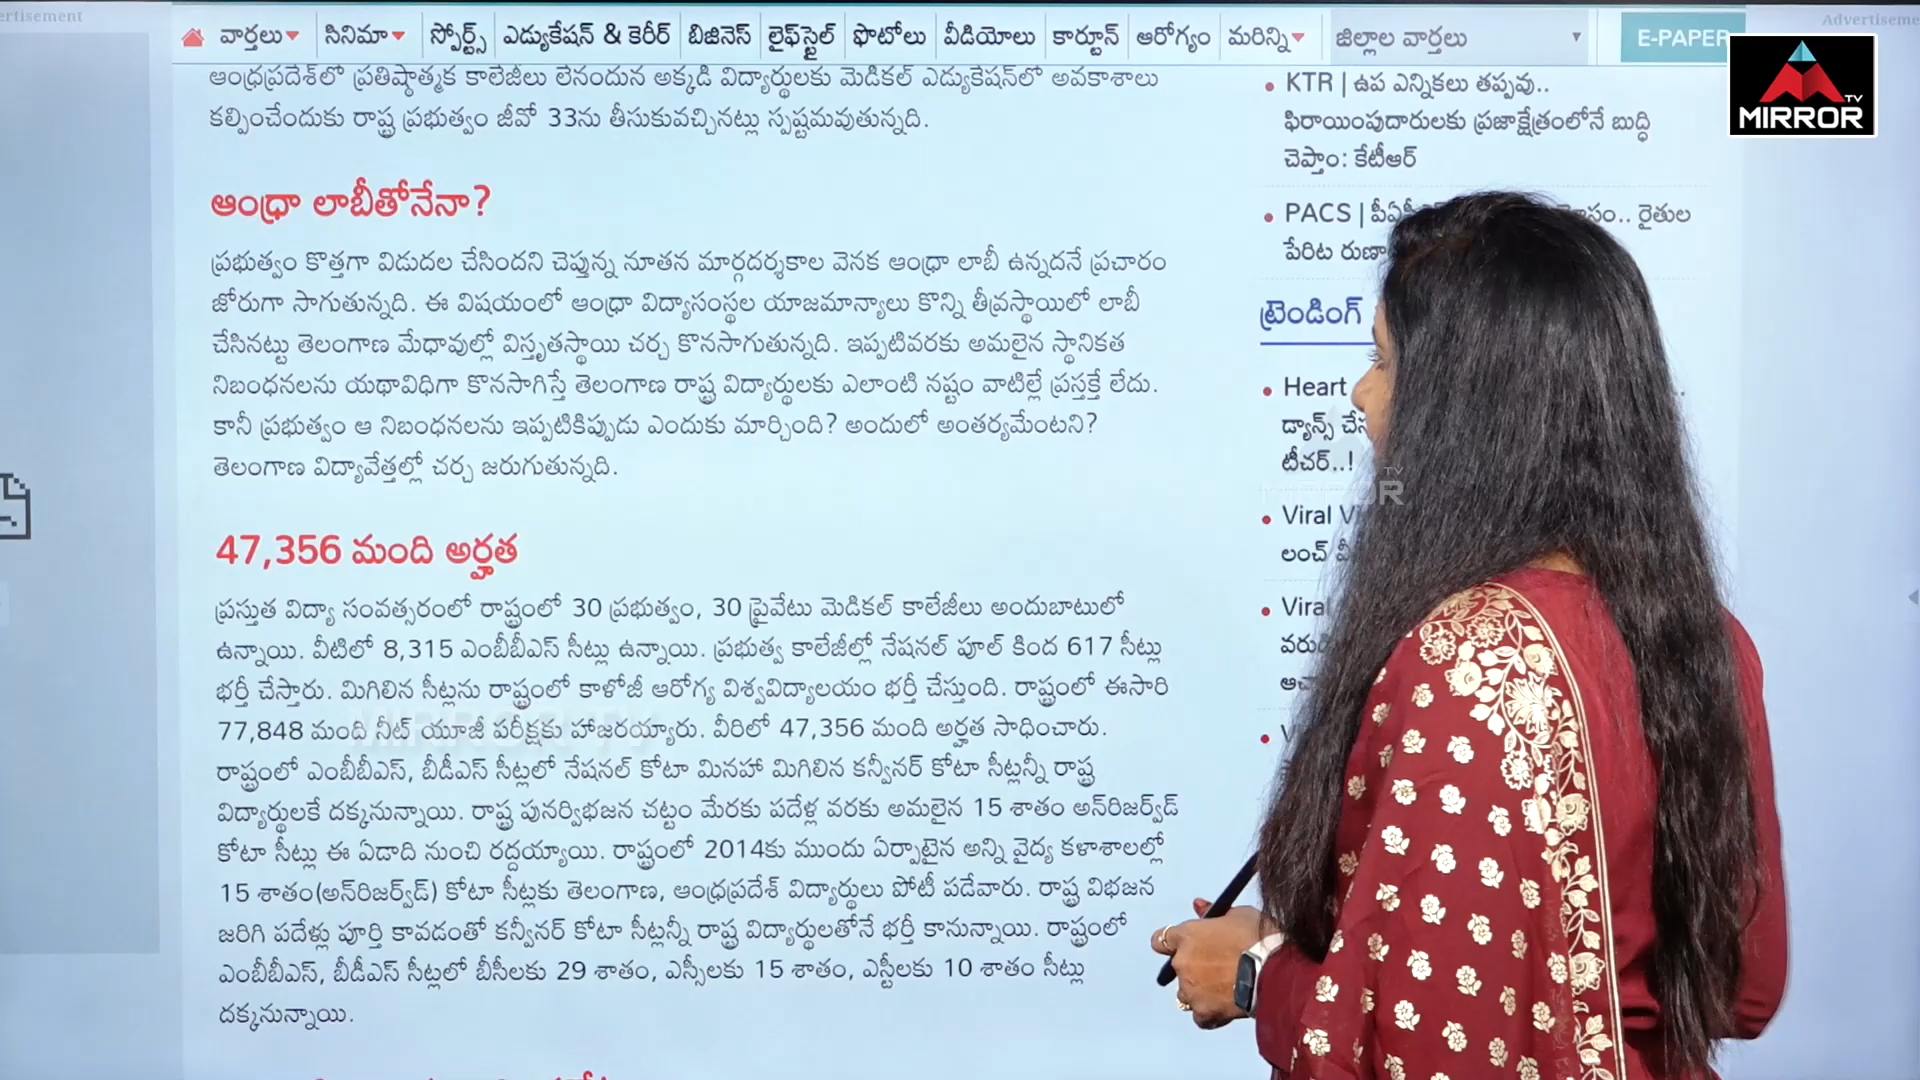 Advertisement
వార్తలు సినిమా స్పోర్ట్స్ ఎడ్యుకేషన్ & కెరీర్ బిజినెస్ లైఫ్‌స్టైల్ ఫొటోలు వీడియోలు కార్టూన్ ఆరోగ్యం మరిన్ని జిల్లాల వార్తలు E-PAPER
ఆంధ్రప్రదేశ్‌లో ప్రతిష్ఠాత్మక కాలేజీలు లేనందున అక్కడి విద్యార్థులకు మెడికల్ ఎడ్యుకేషన్‌లో అవకాశాలు
కల్పించేందుకు రాష్ట్ర ప్రభుత్వం జీవో 33ను తీసుకువచ్చినట్లు స్పష్టమవుతున్నది.
ఆంధ్రా లాబీతోనేనా?
ప్రభుత్వం కొత్తగా విడుదల చేసిందని చెప్తున్న నూతన మార్గదర్శకాల వెనక ఆంధ్రా లాబీ ఉన్నదనే ప్రచారం
జోరుగా సాగుతున్నది. ఈ విషయంలో ఆంధ్రా విద్యాసంస్థల యాజమాన్యాలు కొన్ని తీవ్రస్థాయిలో లాబీ
చేసినట్టు తెలంగాణ మేధావుల్లో విస్తృతస్థాయి చర్చ కొనసాగుతున్నది. ఇప్పటివరకు అమలైన స్థానికత
నిబంధనలను యథావిధిగా కొనసాగిస్తే తెలంగాణ రాష్ట్ర విద్యార్థులకు ఎలాంటి నష్టం వాటిల్లే ప్రస్తక్తే లేదు.
కానీ ప్రభుత్వం ఆ నిబంధనలను ఇప్పటికిప్పుడు ఎందుకు మార్చింది? అందులో అంతర్యమేంటని?
తెలంగాణ విద్యావేత్తల్లో చర్చ జరుగుతున్నది.
47,356 మంది అర్హత
ప్రస్తుత విద్యా సంవత్సరంలో రాష్ట్రంలో 30 ప్రభుత్వం, 30 ప్రైవేటు మెడికల్ కాలేజీలు అందుబాటులో
ఉన్నాయి. వీటిలో 8,315 ఎంబీబీఎస్ సీట్లు ఉన్నాయి. ప్రభుత్వ కాలేజీల్లో నేషనల్ పూల్ కింద 617 సీట్లు
భర్తీ చేస్తారు. మిగిలిన సీట్లను రాష్ట్రంలో కాళోజీ ఆరోగ్య విశ్వవిద్యాలయం భర్తీ చేస్తుంది. రాష్ట్రంలో ఈసారి
77,848 మంది నీట్ యూజీ పరీక్షకు హాజరయ్యారు. వీరిలో 47,356 మంది అర్హత సాధించారు.
రాష్ట్రంలో ఎంబీబీఎస్, బీడీఎస్ సీట్లలో నేషనల్ కోటా మినహా మిగిలిన కన్వీనర్ కోటా సీట్లన్నీ రాష్ట్ర
విద్యార్థులకే దక్కనున్నాయి. రాష్ట్ర పునర్విభజన చట్టం మేరకు పదేళ్ల వరకు అమలైన 15 శాతం అన్‌రిజర్వ్‌డ్
కోటా సీట్లు ఈ ఏడాది నుంచి రద్దయ్యాయి. రాష్ట్రంలో 2014కు ముందు ఏర్పాటైన అన్ని వైద్య కళాశాలల్లో
15 శాతం(అన్‌రిజర్వ్‌డ్) కోటా సీట్లకు తెలంగాణ, ఆంధ్రప్రదేశ్ విద్యార్థులు పోటీ పడేవారు. రాష్ట్ర విభజన
జరిగి పదేళ్లు పూర్తి కావడంతో కన్వీనర్ కోటా సీట్లన్నీ రాష్ట్ర విద్యార్థులతోనే భర్తీ కానున్నాయి. రాష్ట్రంలో
ఎంబీబీఎస్, బీడీఎస్ సీట్లలో బీసీలకు 29 శాతం, ఎస్సీలకు 15 శాతం, ఎస్టీలకు 10 శాతం సీట్లు
దక్కనున్నాయి.
KTR | ఉప ఎన్నికలు తప్పవు..
ఫిరాయింపుదారులకు ప్రజాక్షేత్రంలోనే బుద్ధి
చెప్తాం: కేటీఆర్
PACS | రైతుల
పేరిట
ట్రెండింగ్
Heart
డ్యాన్స్
టీచర్..!
Viral
లంచ్
Viral
MIRROR TV
MIRROR TV